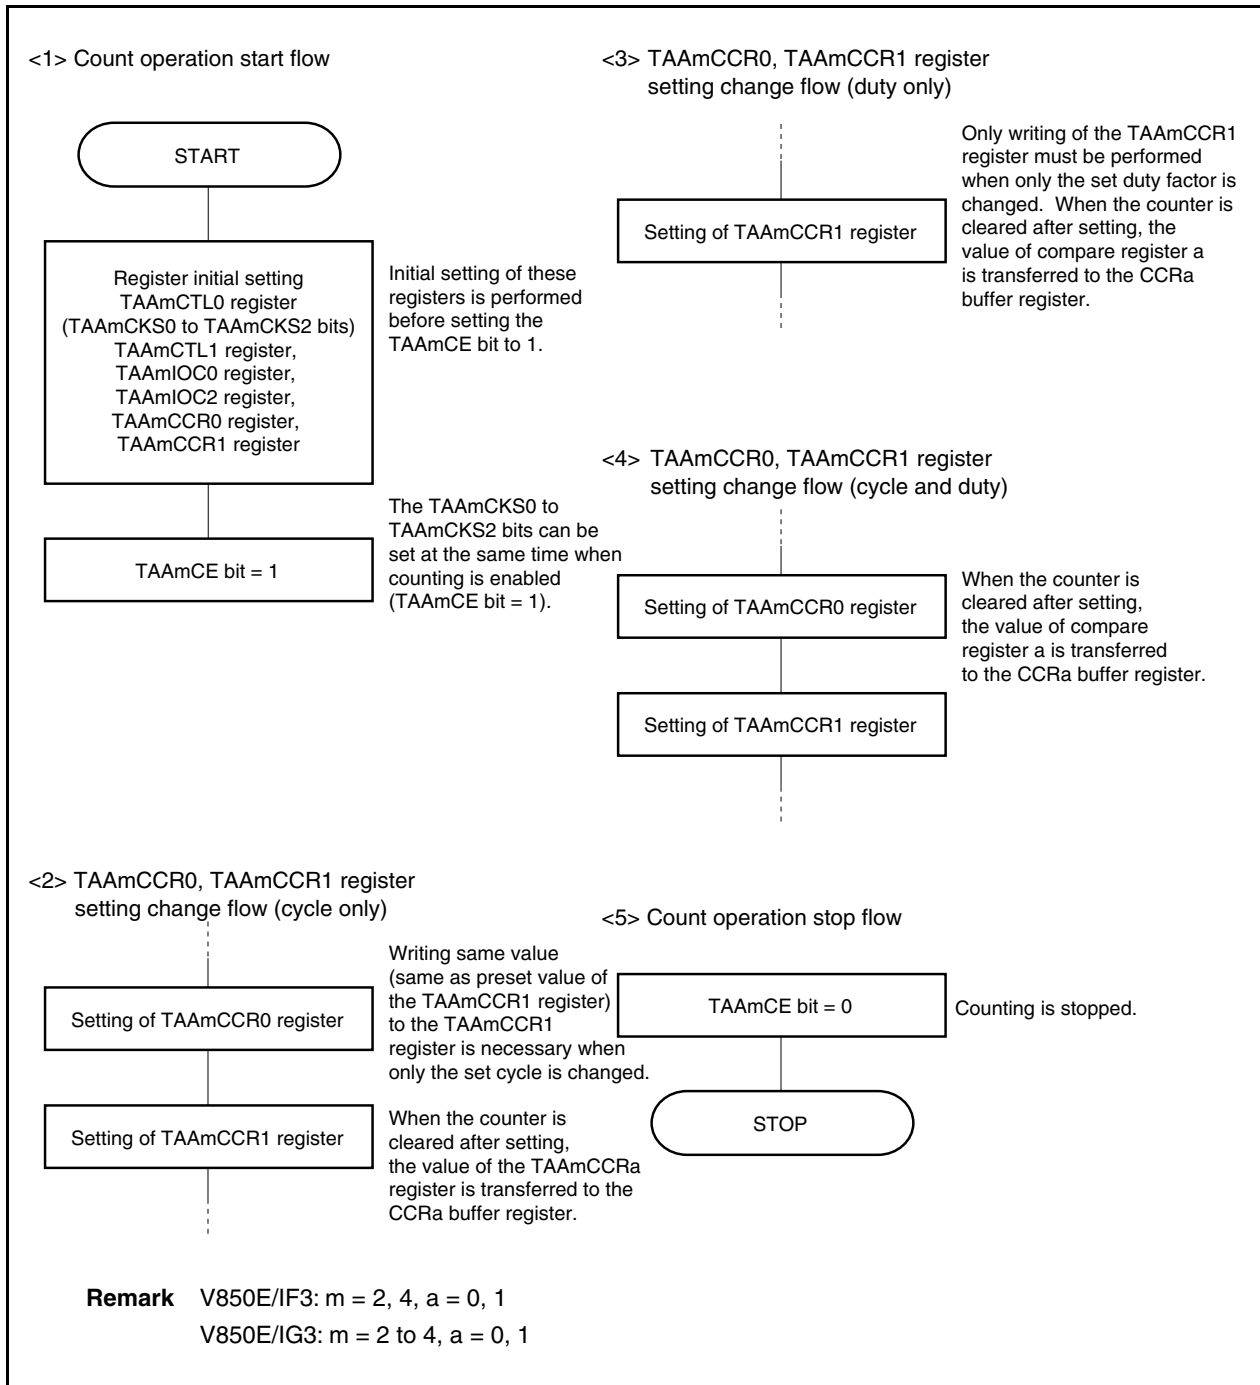 <1> Count operation start flow
START
Register initial setting
TAAmCTL0 register
(TAAmCKS0 to TAAmCKS2 bits)
TAAmCTL1 register,
TAAmIOC0 register,
TAAmIOC2 register,
TAAmCCR0 register,
TAAmCCR1 register
Initial setting of these
registers is performed
before setting the
TAAmCE bit to 1.
TAAmCE bit = 1
The TAAmCKS0 to
TAAmCKS2 bits can be
set at the same time when
counting is enabled
(TAAmCE bit = 1).
<2> TAAmCCR0, TAAmCCR1 register
setting change flow (cycle only)
Setting of TAAmCCR0 register
Writing same value
(same as preset value of
the TAAmCCR1 register)
to the TAAmCCR1
register is necessary when
only the set cycle is changed.
Setting of TAAmCCR1 register
When the counter is
cleared after setting,
the value of the TAAmCCRa
register is transferred to the
CCRa buffer register.
<3> TAAmCCR0, TAAmCCR1 register
setting change flow (duty only)
Setting of TAAmCCR1 register
Only writing of the TAAmCCR1
register must be performed
when only the set duty factor is
changed. When the counter is
cleared after setting, the
value of compare register a
is transferred to the CCRa
buffer register.
<4> TAAmCCR0, TAAmCCR1 register
setting change flow (cycle and duty)
Setting of TAAmCCR0 register
When the counter is
cleared after setting,
the value of compare
register a is transferred
to the CCRa buffer register.
Setting of TAAmCCR1 register
<5> Count operation stop flow
TAAmCE bit = 0
Counting is stopped.
STOP
Remark V850E/IF3: m = 2, 4, a = 0, 1
V850E/IG3: m = 2 to 4, a = 0, 1